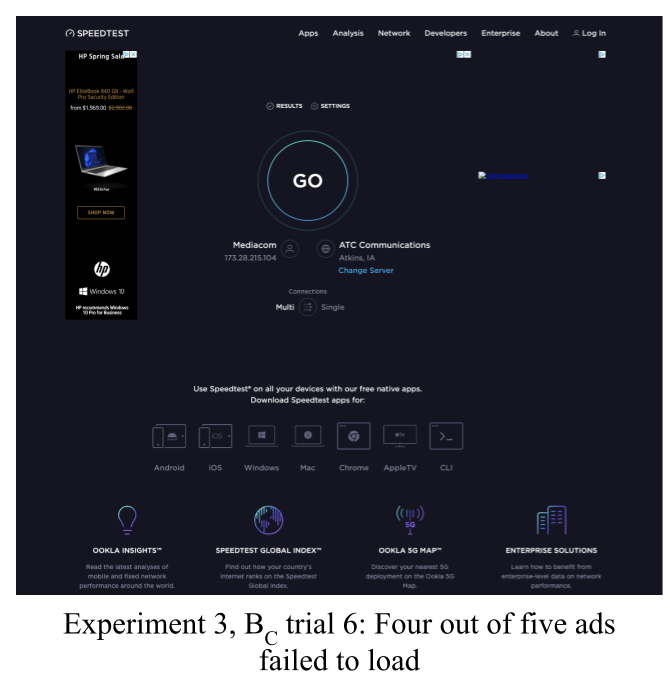 SPEEDTEST
Apps Analysis Network Developers Enterprise About Log In
HP Spring Sale
HP EliteBook 840 G8 - Wolf
Pro Security Edition
from $1,969.00 $2,902.00
SHOP NOW
hp
Windows 10
HP recommends Windows
10 Pro for Business
RESULTS SETTINGS
GO
Mediacom
173.28.215.104
ATC Communications
Atkins, IA
Change Server
Connections
Multi Single
Use Speedtest® on all your devices with our free native apps.
Download Speedtest apps for:
iOS
tv
Android iOS Windows Mac Chrome AppleTV CLI
5G
OOKLA INSIGHTS™
Read the latest analyses of
mobile and fixed network
performance around the world.
SPEEDTEST GLOBAL INDEX™
Find out how your country's
internet ranks on the Speedtest
Global Index.
OOKLA 5G MAP™
Discover your nearest 5G
deployment on the Ookla 5G
Map.
ENTERPRISE SOLUTIONS
Learn how to benefit from
enterprise-level data on network
performance.
Experiment 3, B_C trial 6: Four out of five ads
failed to load